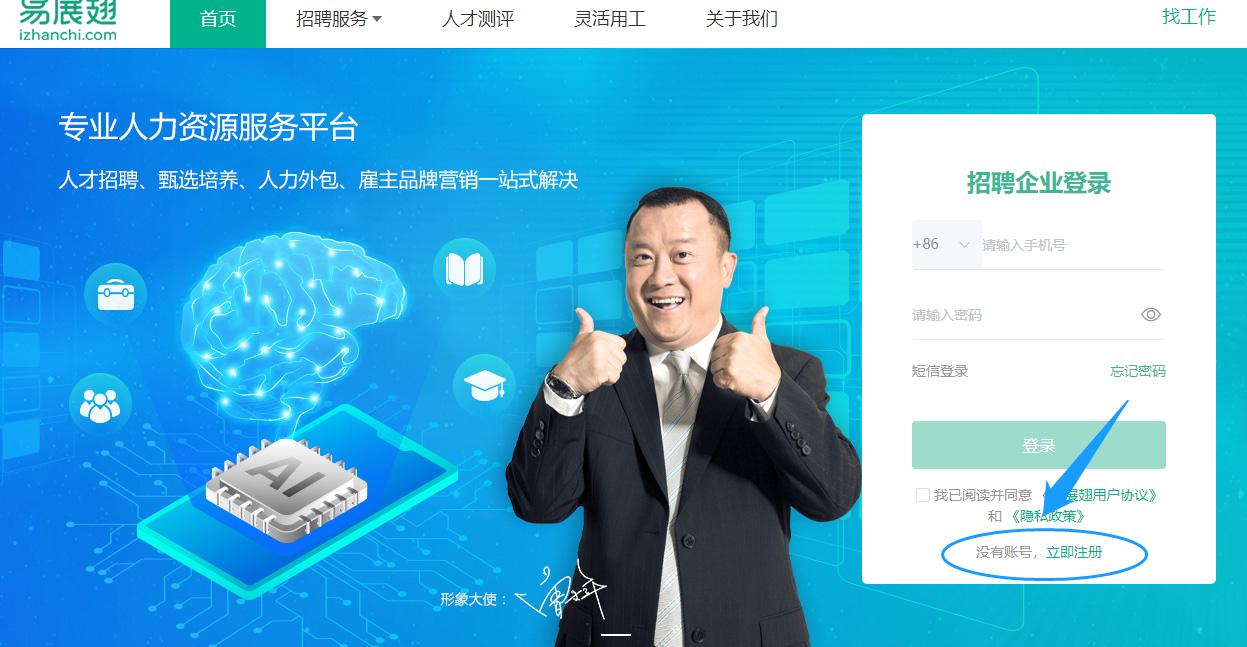 易展翅
izhanchi.com
首页
招聘服务
人才测评
灵活用工
关于我们
找工作
专业人力资源服务平台
人才招聘、甄选培养、人力外包、雇主品牌营销一站式解决
AI
形象大使：
招聘企业登录
+86
请输入手机号
请输入密码
短信登录
忘记密码
登录
我已阅读并同意
展翅用户协议》
和《隐私政策》
没有账号，立即注册